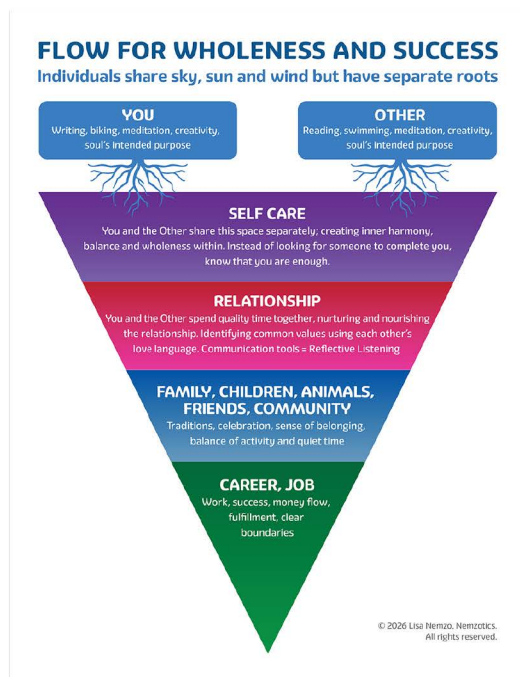 FLOW FOR WHOLENESS AND SUCCESS
Individuals share sky, sun and wind but have separate roots
YOU
Writing, biking, meditation, creativity,
soul's intended purpose
OTHER
Reading, swimming, meditation, creativity,
soul's intended purpose
SELF CARE
You and the Other share this space separately; creating inner harmony,
balance and wholeness within. Instead of looking for someone to complete you,
know that you are enough.
RELATIONSHIP
You and the Other spend quality time together, nurturing and nourishing
the relationship. Identifying common values using each other's
love language. Communication tools = Reflective Listening
FAMILY, CHILDREN, ANIMALS,
FRIENDS, COMMUNITY
Traditions, celebration, sense of belonging,
balance of activity and quiet time
CAREER, JOB
Work, success, money flow,
fulfillment, clear
boundaries
© 2026 Lisa Nemzo. Nemzotics.
All rights reserved.